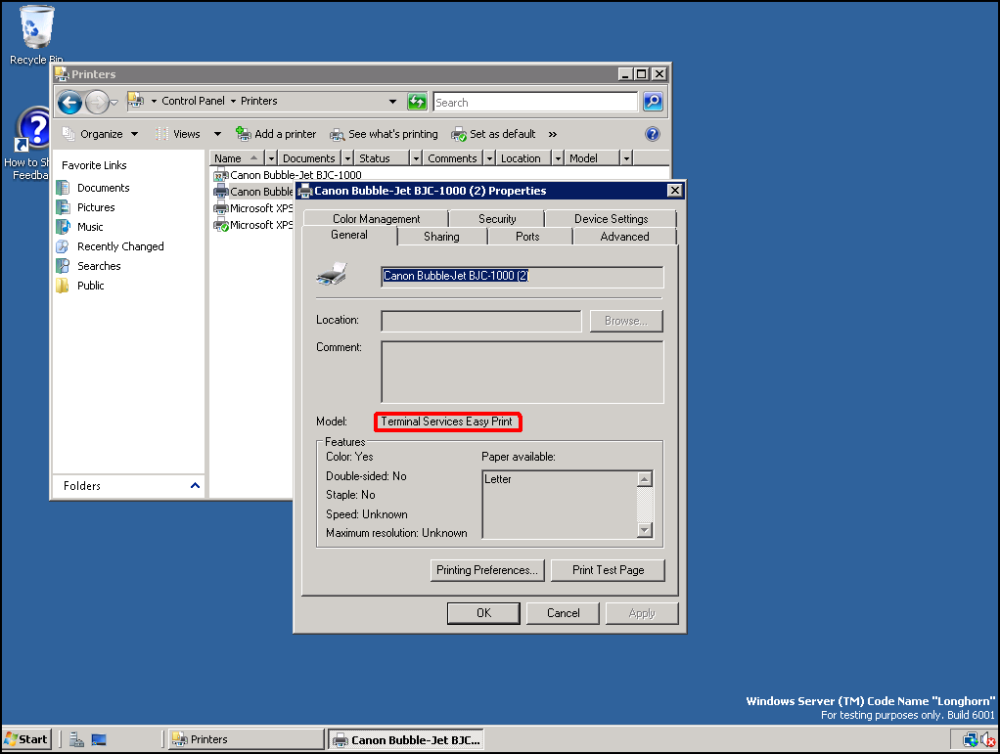 Recycle Bin
How to Sh
Feedba
Printers
Control Panel
Printers
Search
Organize
Views
Add a printer
See what's printing
Set as default
»
Favorite Links
Documents
Pictures
Music
Recently Changed
Searches
Public
Folders
Name
Documents
Status
Comments
Location
Model
Canon Bubble-Jet BJC-1000
Canon Bubble
Microsoft XPS
Microsoft XPS
Canon Bubble-Jet BJC-1000 (2) Properties
Color Management
Security
Device Settings
General
Sharing
Ports
Advanced
Canon Bubble-Jet BJC-1000 (2)
Location:
Browse...
Comment:
Model:
Terminal Services Easy Print
Features
Color: Yes
Double-sided: No
Staple: No
Speed: Unknown
Maximum resolution: Unknown
Paper available:
Letter
Printing Preferences...
Print Test Page
OK
Cancel
Apply
Windows Server (TM) Code Name "Longhorn"
For testing purposes only. Build 6001
Start
Printers
Canon Bubble-Jet BJC...